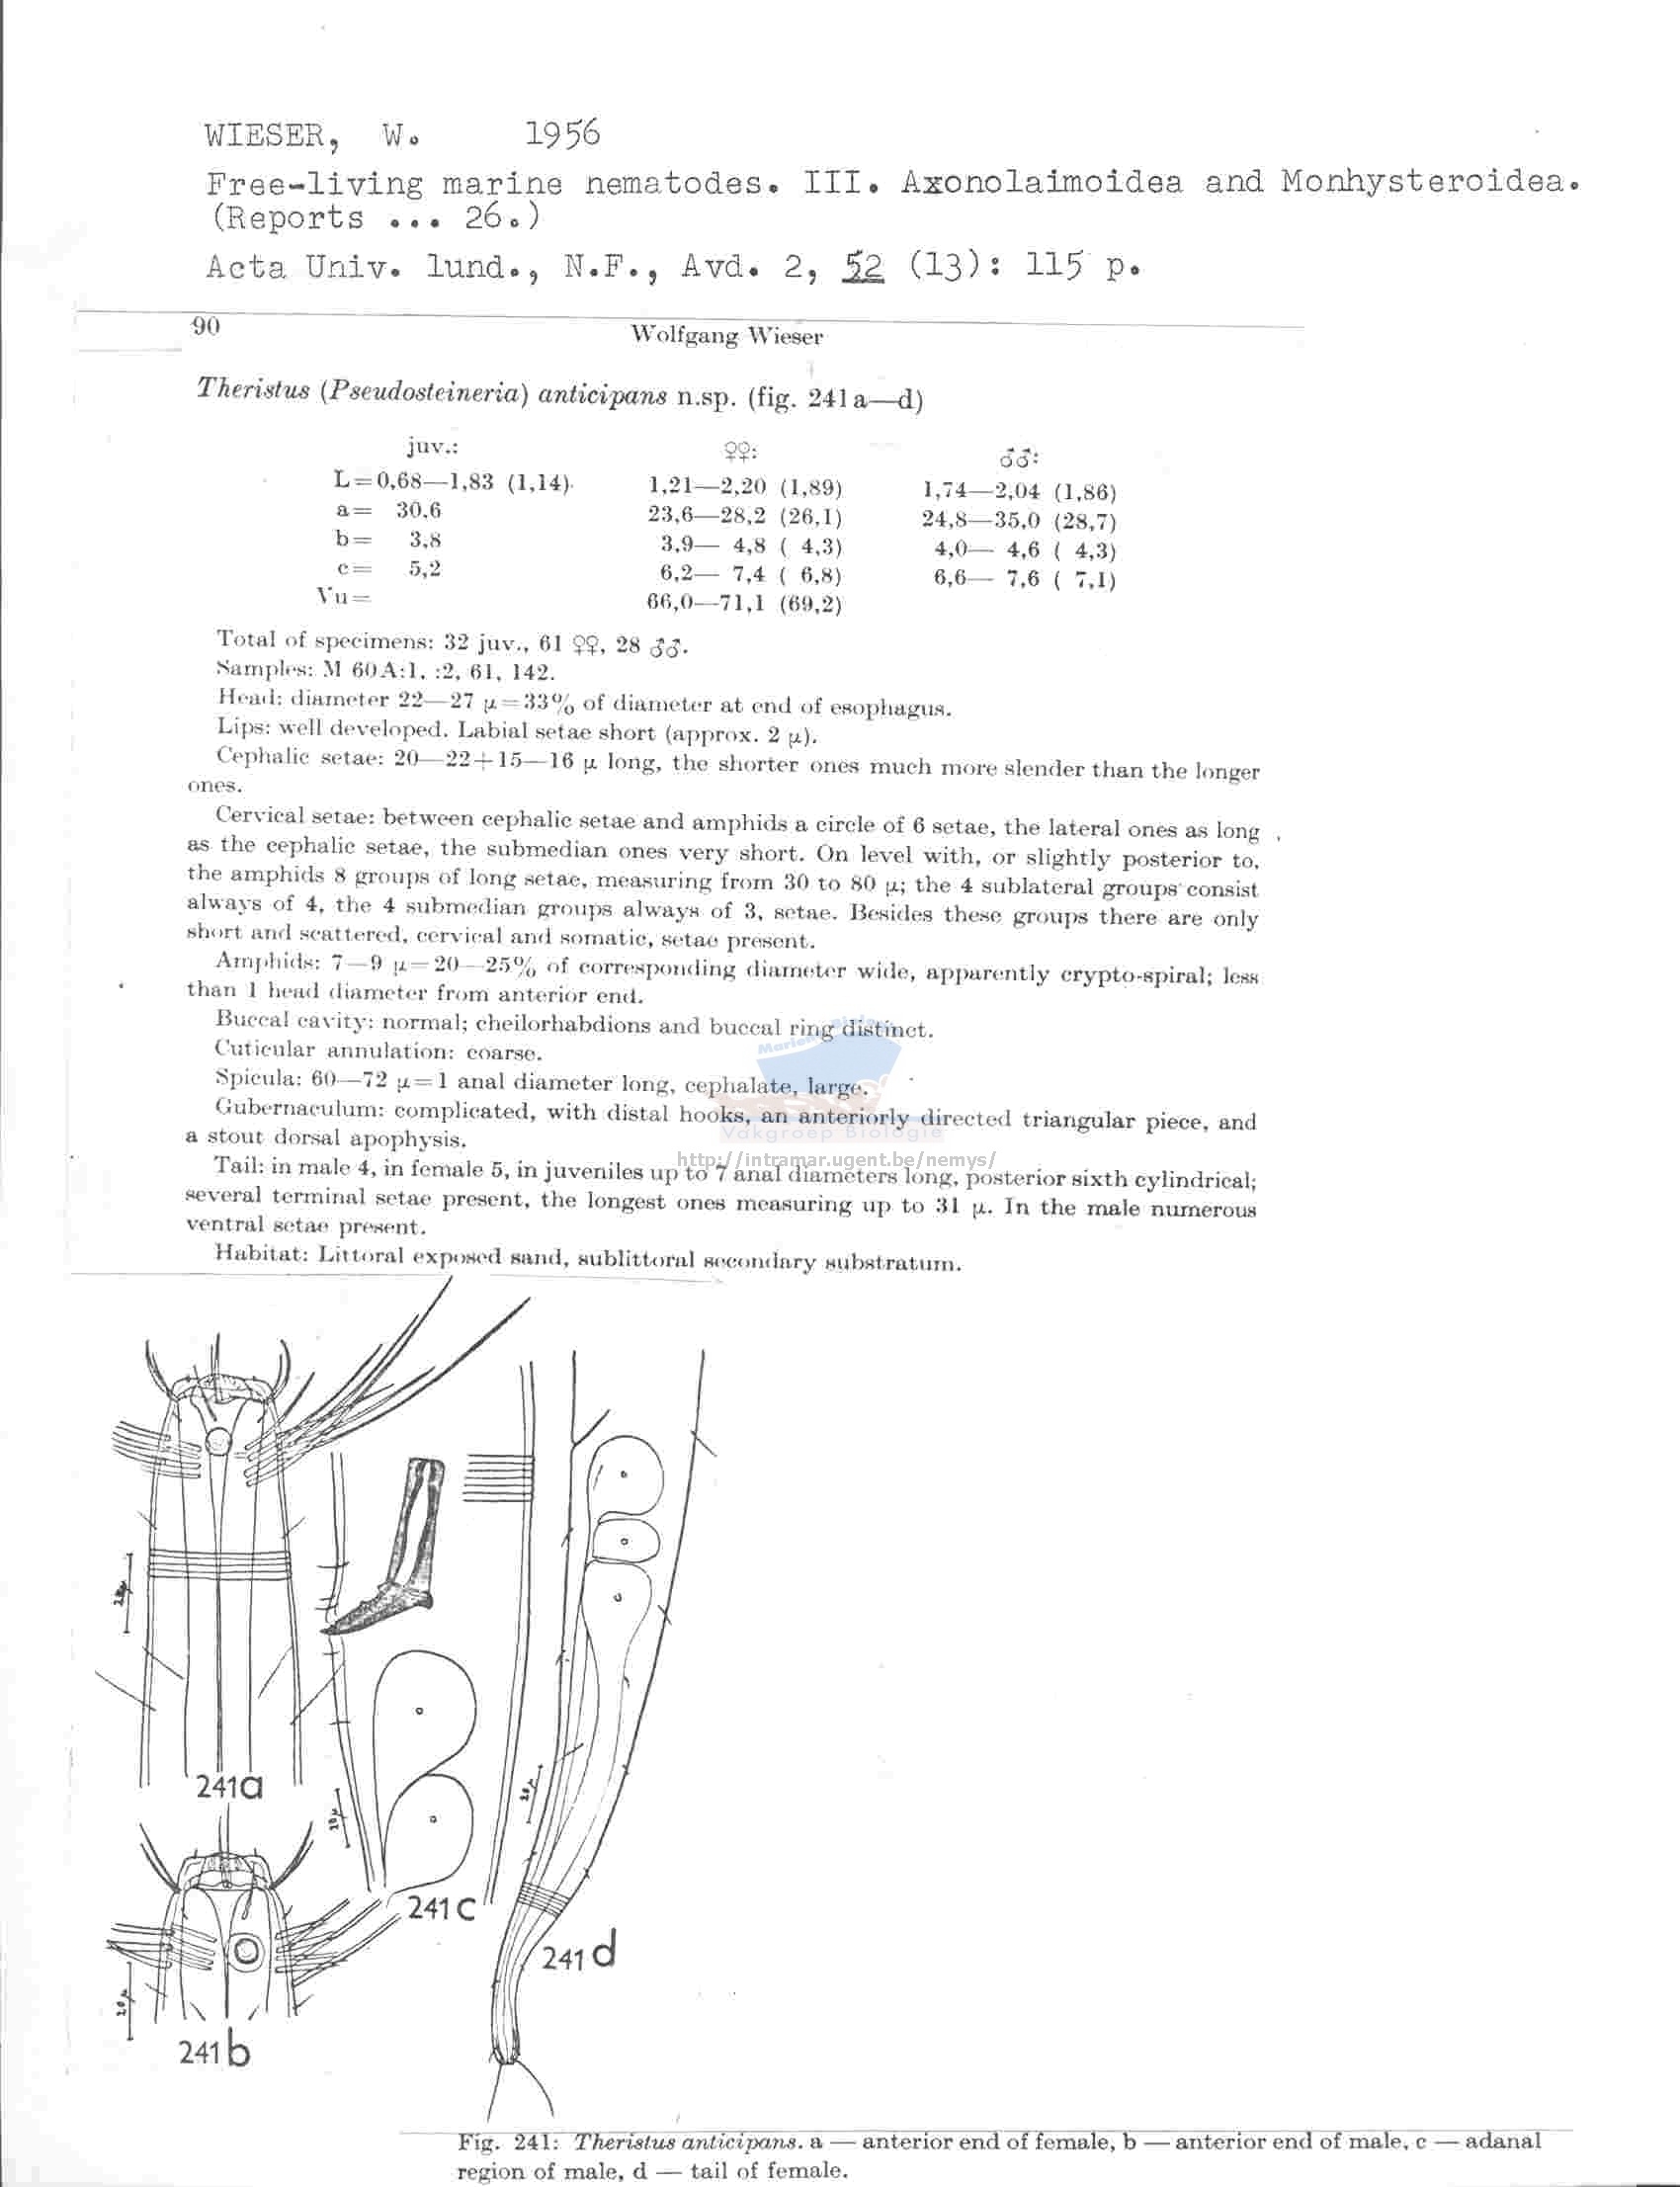 WIESER, W. 1956
Free-living marine nematodes. III. Axonolaimoidea and Monhysteroidea.
(Reports ... 26.)
Acta Univ. lund., N.F., Avd. 2, 52 (13): 115 p.
90 Wolfgang Wieser
Theristus (Pseudosteineria) anticipans n.sp. (fig. 241 a—d)
juv.: ♀♀: ♂♂:
L=0,68—1,83 (1,14) 1,21—2,20 (1,89) 1,74—2,04 (1,86)
a= 30,6 23,6—28,2 (26,1) 24,8—35,0 (28,7)
b= 3,8 3,9— 4,8 ( 4,3) 4,0— 4,6 ( 4,3)
c= 5,2 6,2— 7,4 ( 6,8) 6,6— 7,6 ( 7,1)
Vu= 66,0—71,1 (69,2)
Total of specimens: 32 juv., 61 ♀♀, 28 ♂♂.
Samples: M 60A:1, :2, 61, 142.
Head: diameter 22—27 μ=33% of diameter at end of esophagus.
Lips: well developed. Labial setae short (approx. 2 μ).
Cephalic setae: 20—22+15—16 μ long, the shorter ones much more slender than the longer
ones.
Cervical setae: between cephalic setae and amphids a circle of 6 setae, the lateral ones as long
as the cephalic setae, the submedian ones very short. On level with, or slightly posterior to,
the amphids 8 groups of long setae, measuring from 30 to 80 μ; the 4 sublateral groups consist
always of 4, the 4 submedian groups always of 3, setae. Besides these groups there are only
short and scattered, cervical and somatic, setae present.
Amphids: 7—9 μ=20—25% of corresponding diameter wide, apparently crypto-spiral; less
than 1 head diameter from anterior end.
Buccal cavity: normal; cheilorhabdions and buccal ring distinct.
Cuticular annulation: coarse.
Spicula: 60—72 μ=1 anal diameter long, cephalate, large.
Gubernaculum: complicated, with distal hooks, an anteriorly directed triangular piece, and
a stout dorsal apophysis.
Vakgroep Biologie
http://intramar.ugent.be/nemys/
Tail: in male 4, in female 5, in juveniles up to 7 anal diameters long, posterior sixth cylindrical;
several terminal setae present, the longest ones measuring up to 31 μ. In the male numerous
ventral setae present.
Habitat: Littoral exposed sand, sublittoral secondary substratum.
241a
20 μ
241c
241d
20 μ
241b
Fig. 241: Theristus anticipans. a — anterior end of female, b — anterior end of male, c — adanal
region of male, d — tail of female.